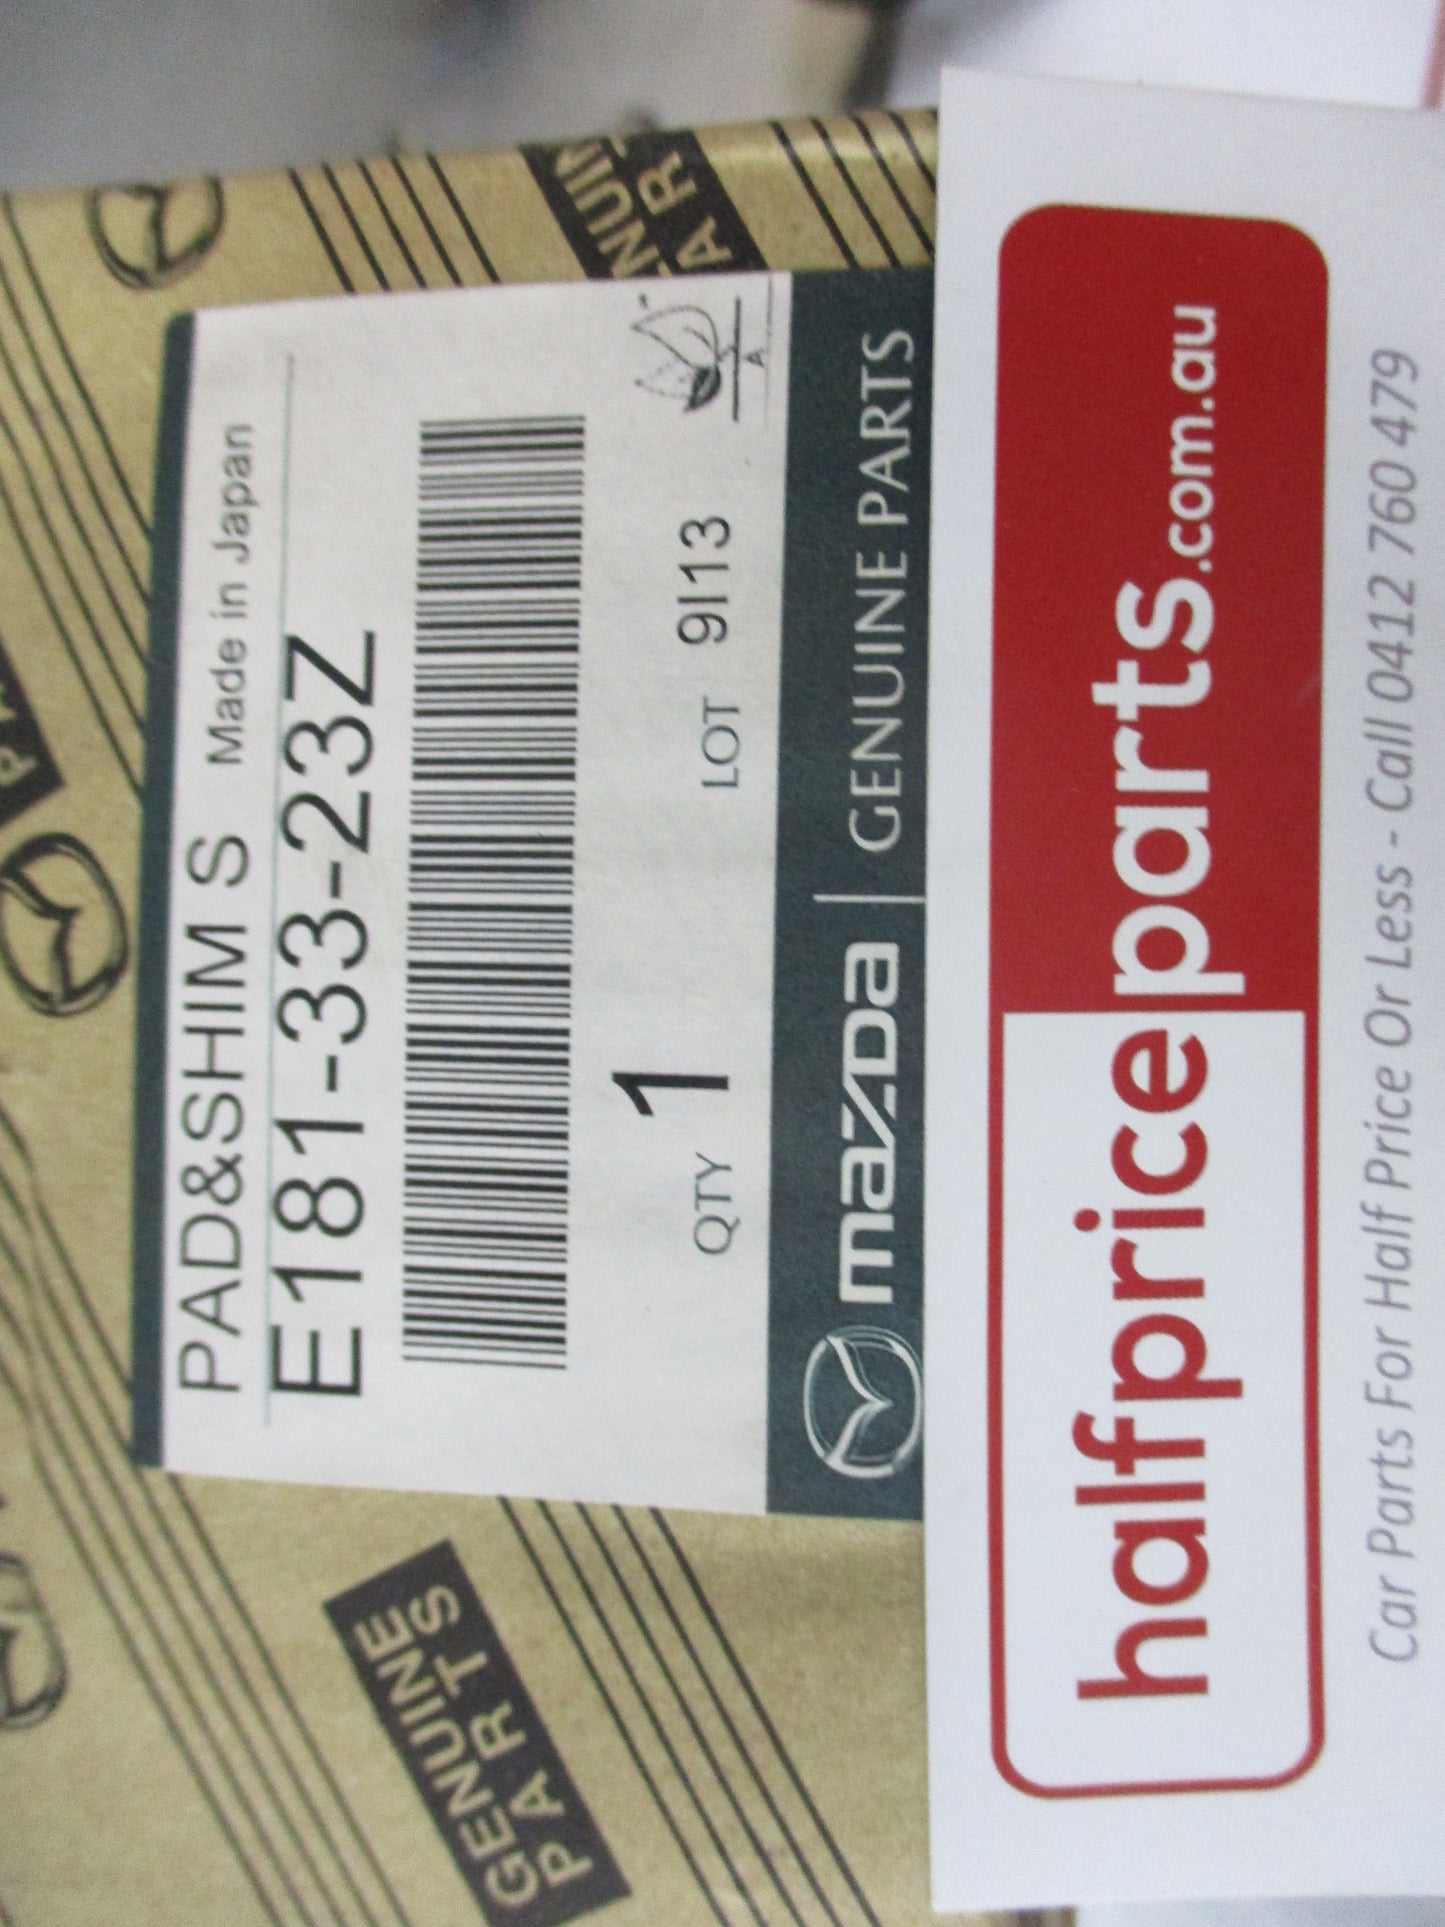 PAD&SHIM S Made in Japan
E181-33-23Z
QTY 1 LOT 9I13
A
mazda | GENUINE PARTS
halfpriceparts.com.au
Car Parts For Half Price Or Less - Call 0412 760 479
GENUINE
PARTS